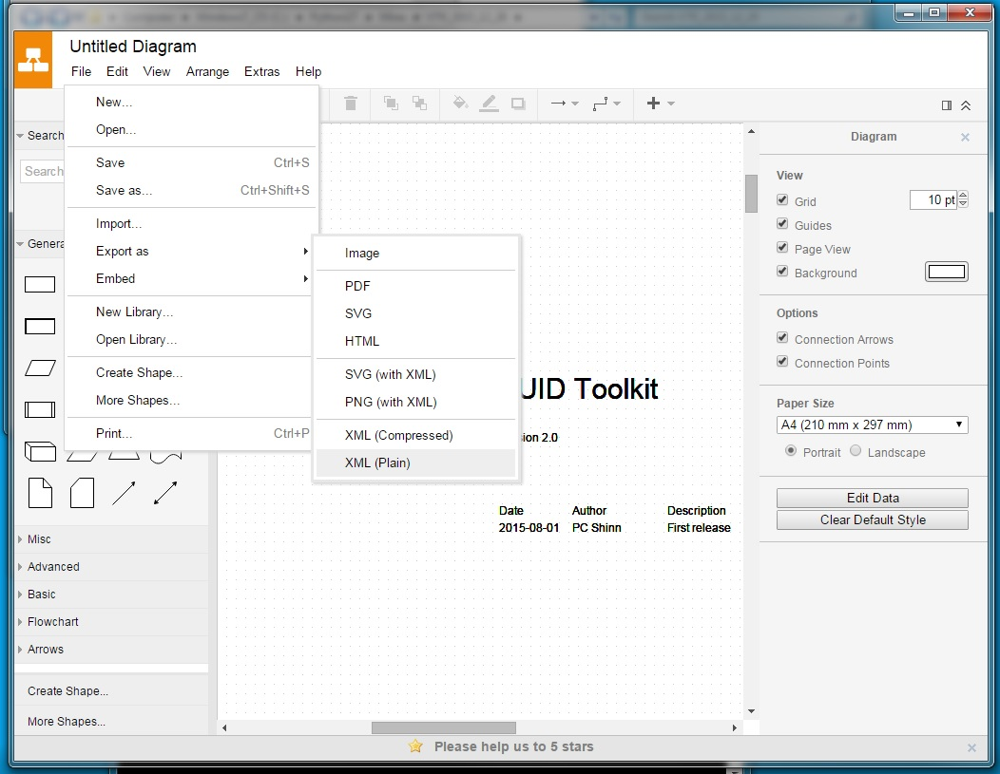 Untitled Diagram
File Edit View Arrange Extras Help
New...
Open...
Save Ctrl+S
Save as... Ctrl+Shift+S
Import...
Export as
Embed
New Library...
Open Library...
Create Shape...
More Shapes...
Print... Ctrl+P
Image
PDF
SVG
HTML
SVG (with XML)
PNG (with XML)
XML (Compressed)
XML (Plain)
Search
Search
Genera
Misc
Advanced
Basic
Flowchart
Arrows
Create Shape...
More Shapes...
UID Toolkit
sion 2.0
Date Author Description
2015-08-01 PC Shinn First release
Diagram
View
Grid 10 pt
Guides
Page View
Background
Options
Connection Arrows
Connection Points
Paper Size
A4 (210 mm x 297 mm)
Portrait Landscape
Edit Data
Clear Default Style
Please help us to 5 stars